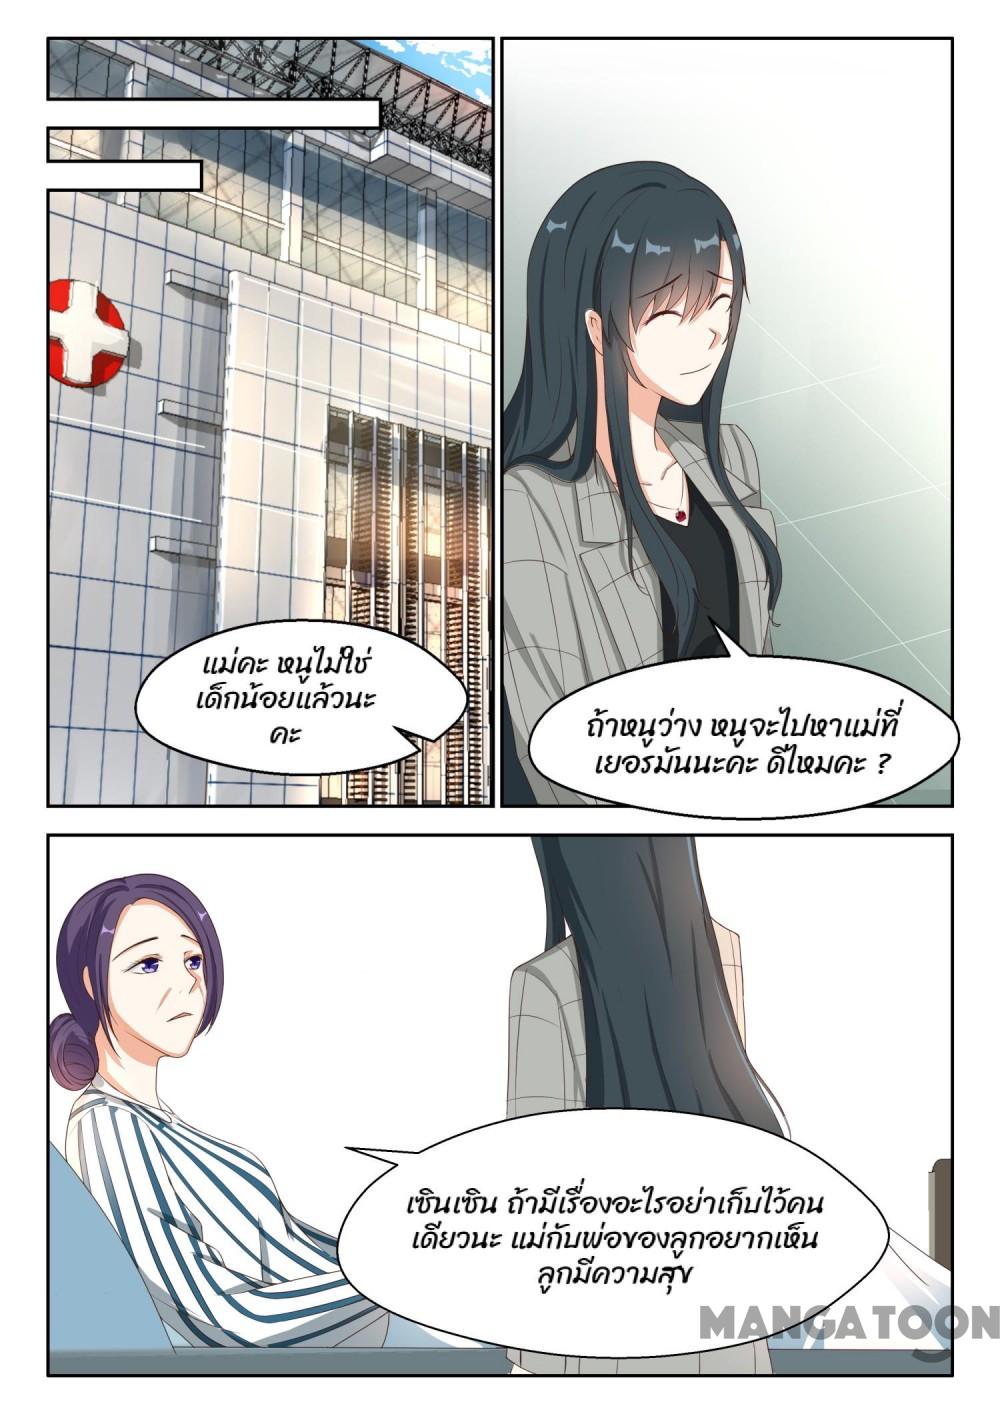 แม่คะ หนูไม่ใช่
เด็กน้อยแล้วนะ
คะ
ถ้าหนูว่าง หนูจะไปหาแม่ที่
เยอรมันนะคะ ดีไหมคะ ?
เซินเซิน ถ้ามีเรื่องอะไรอย่าเก็บไว้คน
เดียวนะ แม่กับพ่อของลูกอยากเห็น
ลูกมีความสุข
MANGATOON